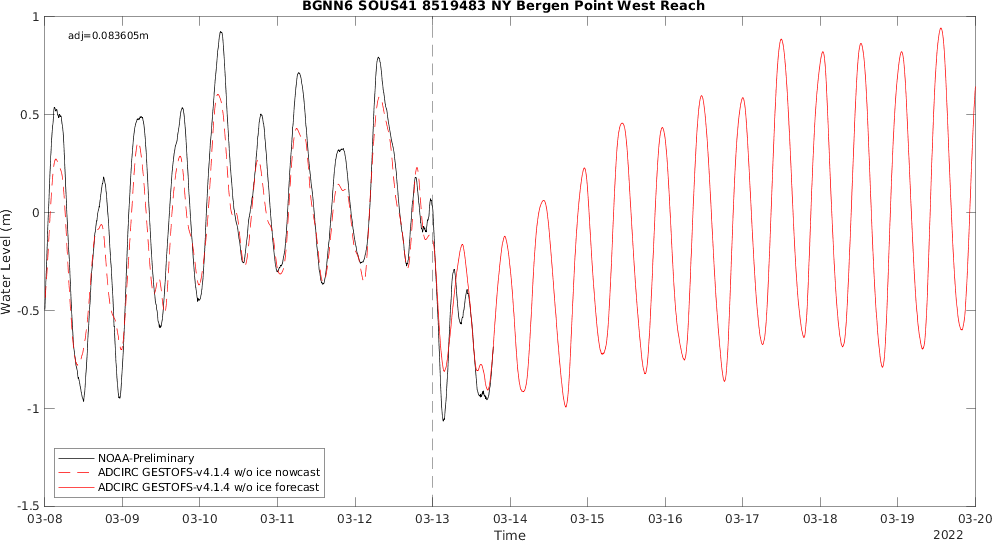 BGNN6 SOUS41 8519483 NY Bergen Point West Reach
adj=0.083605m
1
0.5
0
-0.5
-1
-1.5
Water Level (m)
NOAA-Preliminary
ADCIRC GESTOFS-v4.1.4 w/o ice nowcast
ADCIRC GESTOFS-v4.1.4 w/o ice forecast
03-08 03-09 03-10 03-11 03-12 03-13 03-14 03-15 03-16 03-17 03-18 03-19 03-20
Time
2022